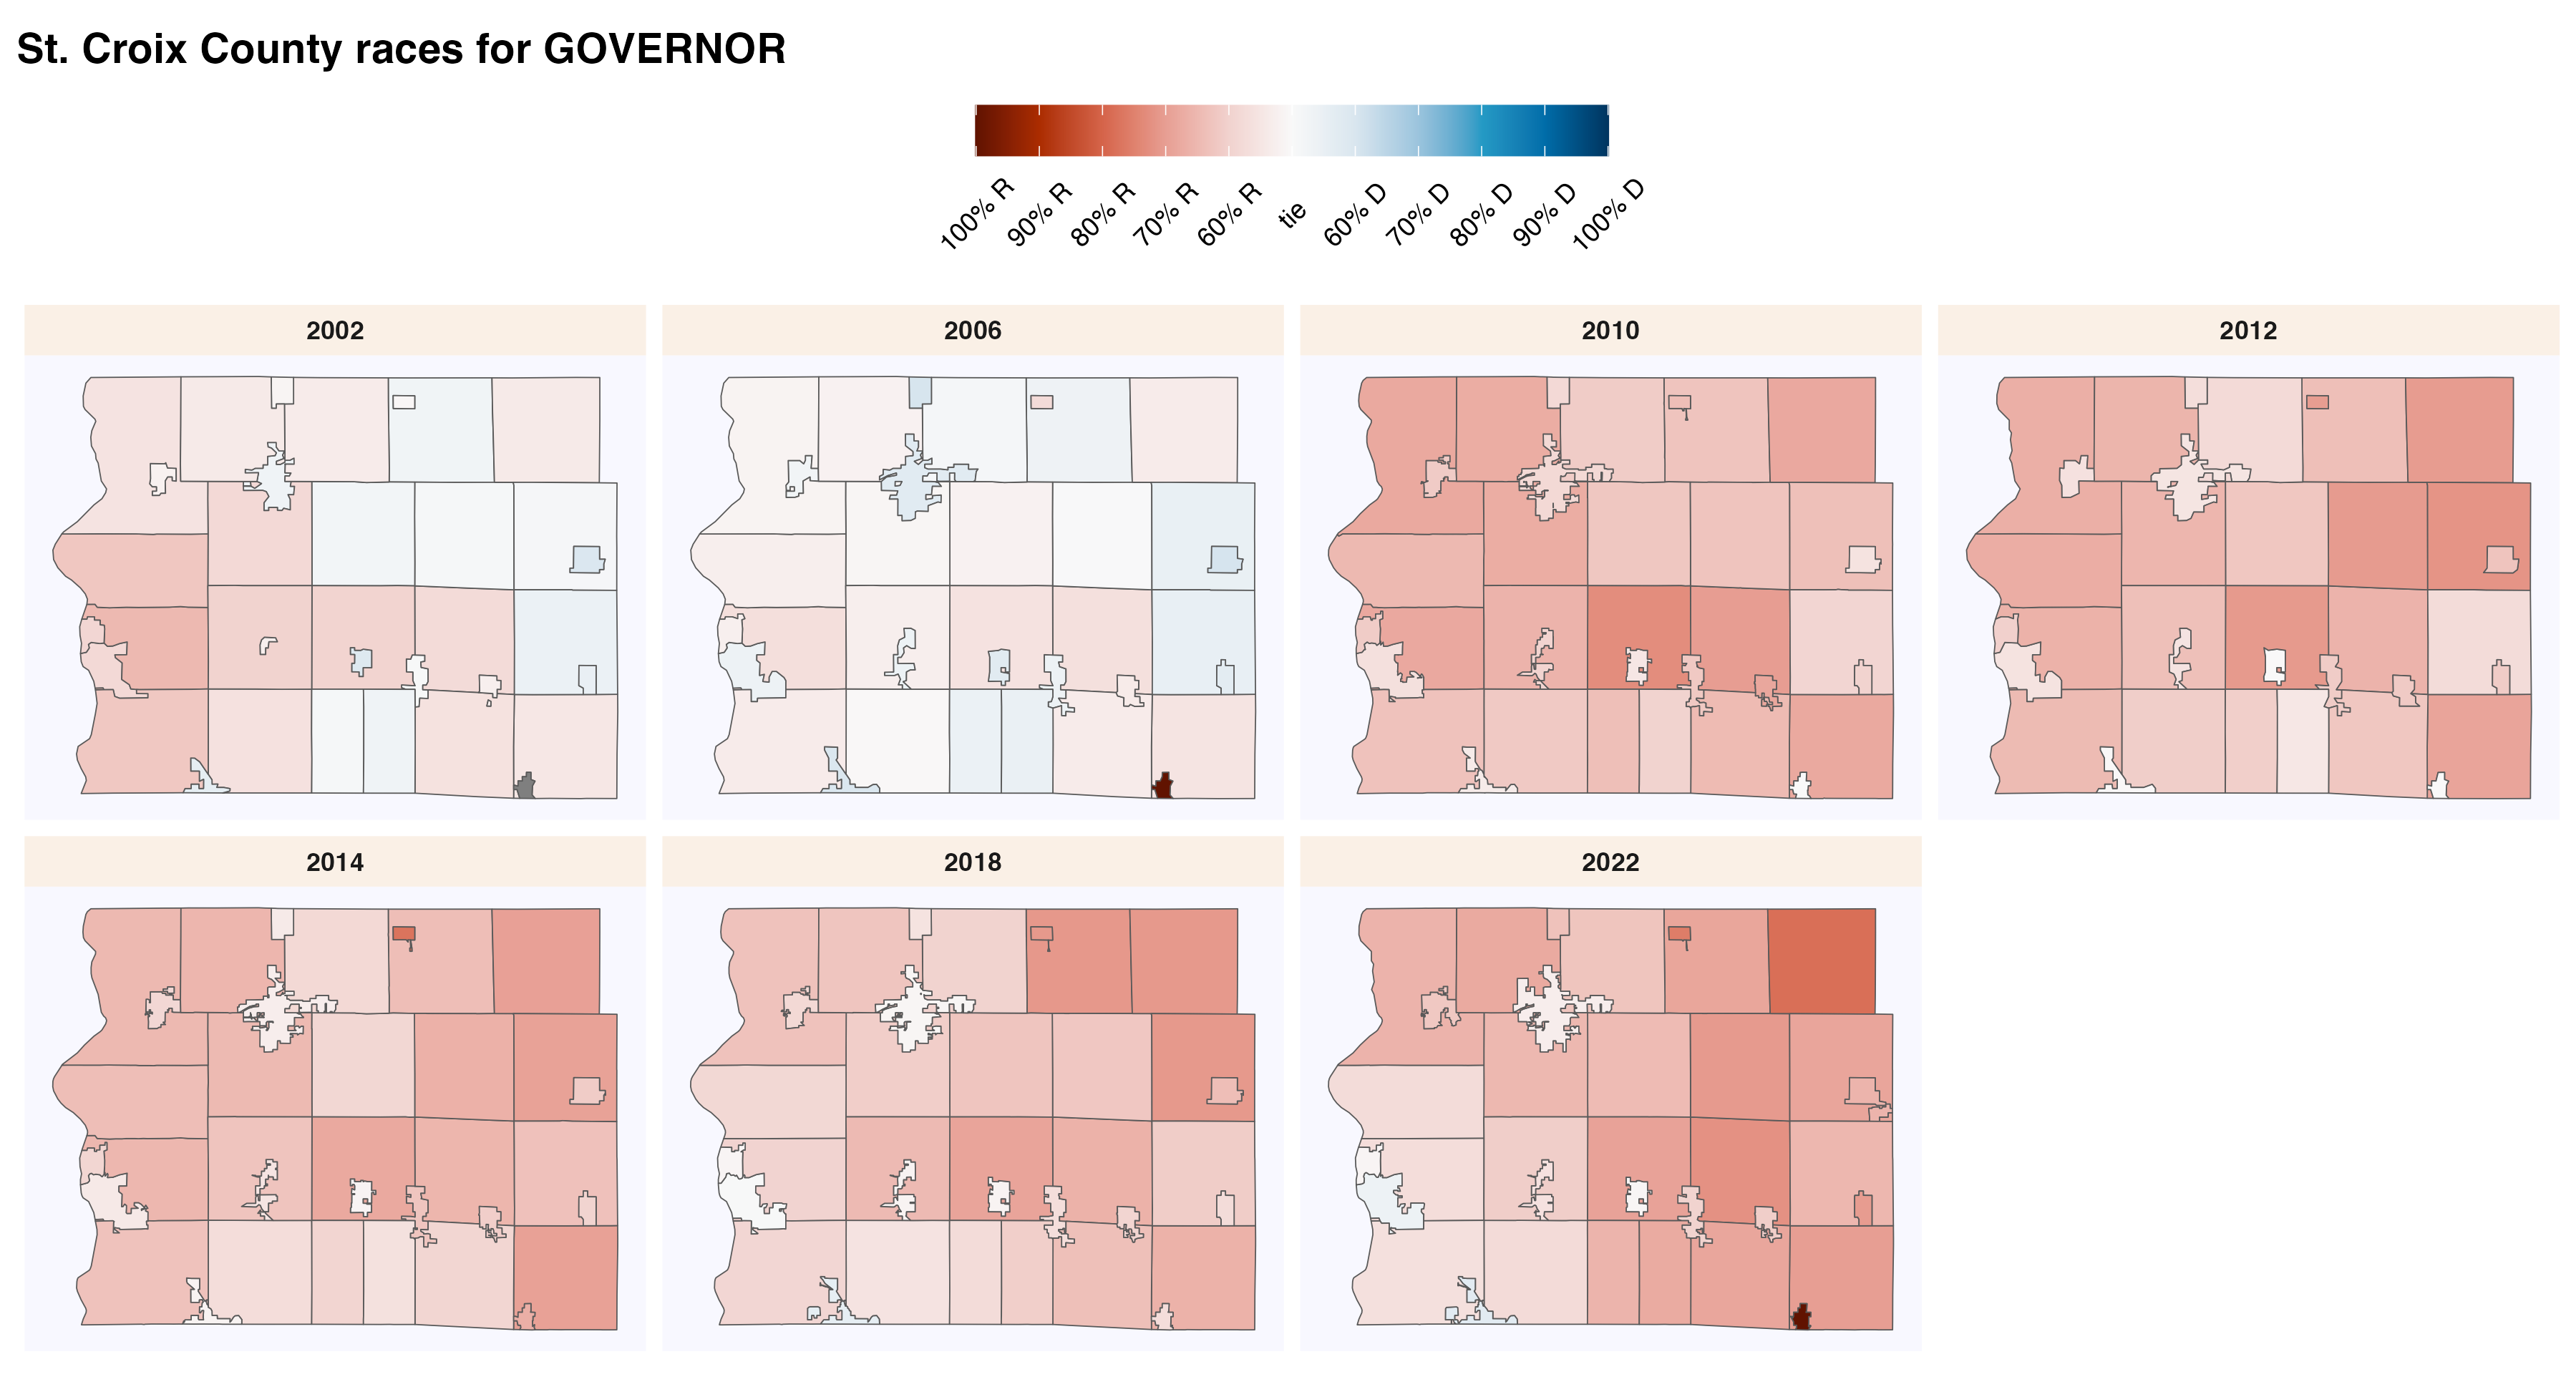 St. Croix County races for GOVERNOR
100% R
90% R
80% R
70% R
60% R
tie
60% D
70% D
80% D
90% D
100% D
2002
2006
2010
2012
2014
2018
2022